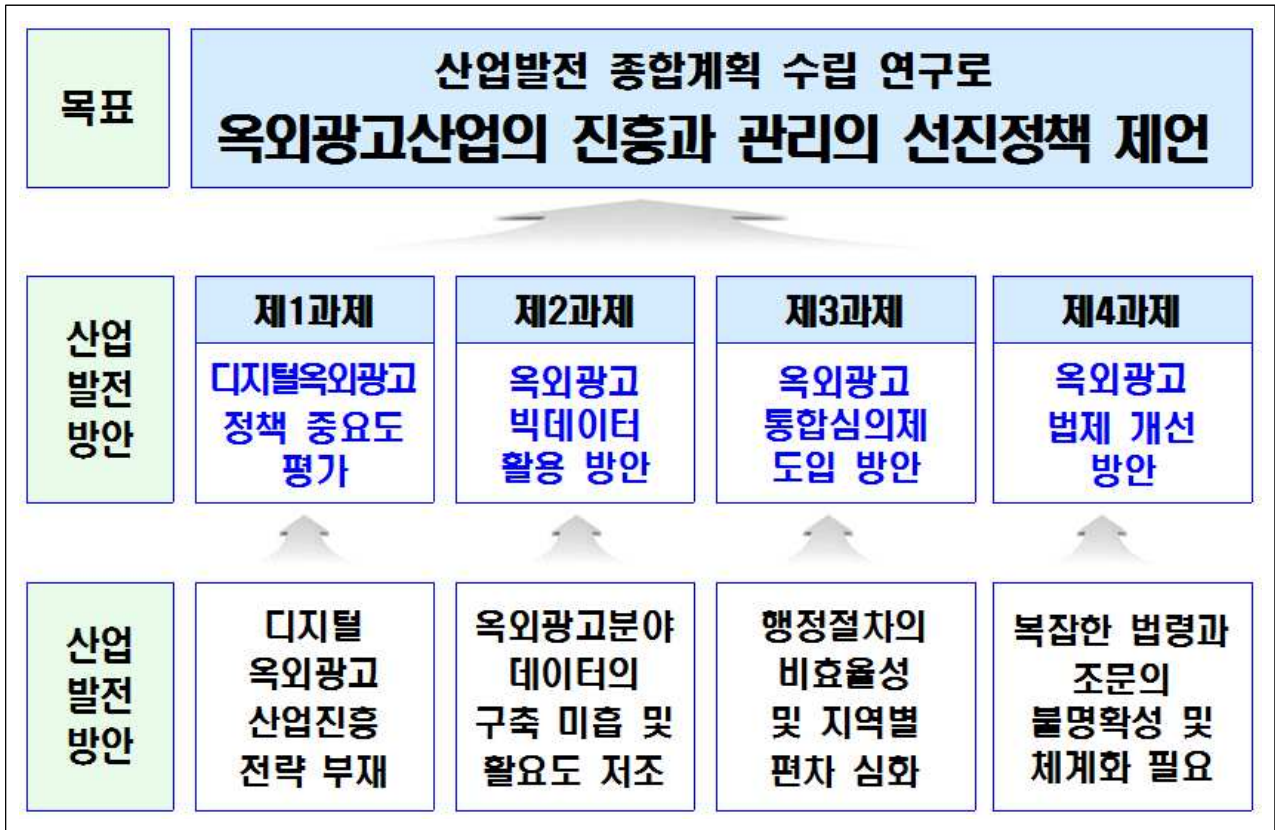 목표
산업발전 종합계획 수립 연구로
옥외광고산업의 진흥과 관리의 선진정책 제언
산업
발전
방안
제1과제
디지털옥외광고
정책 중요도
평가
제2과제
옥외광고
빅데이터
활용 방안
제3과제
옥외광고
통합심의제
도입 방안
제4과제
옥외광고
법제 개선
방안
산업
발전
방안
디지털
옥외광고
산업진흥
전략 부재
옥외광고분야
데이터의
구축 미흡 및
활요도 저조
행정절차의
비효율성
및 지역별
편차 심화
복잡한 법령과
조문의
불명확성 및
체계화 필요